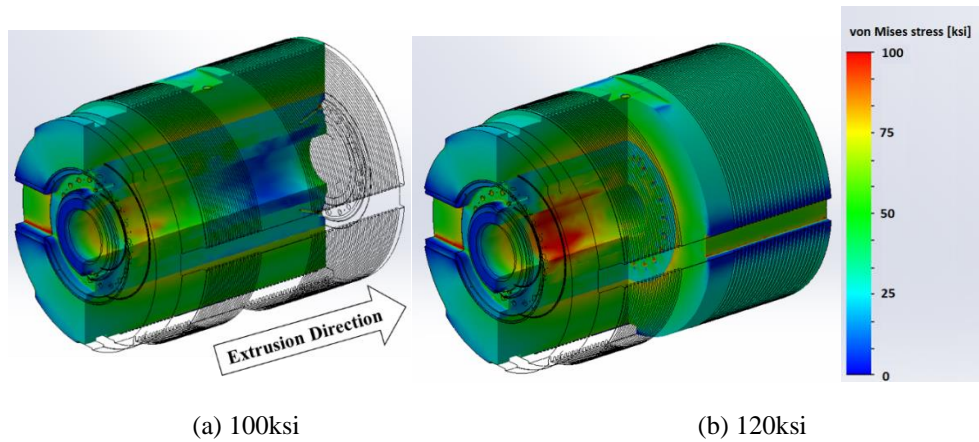 von Mises stress [ksi]
100
75
50
25
0
Extrusion Direction
(a) 100ksi
(b) 120ksi